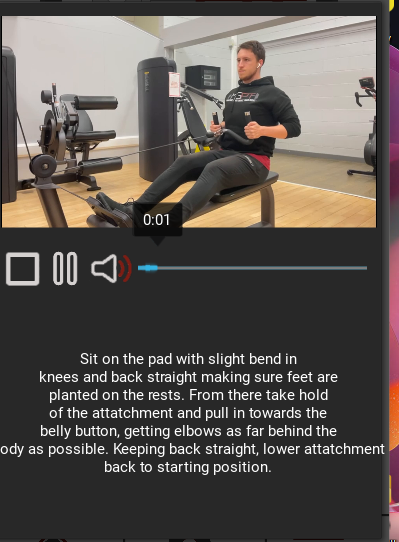 0:01
Sit on the pad with slight bend in
knees and back straight making sure feet are
planted on the rests. From there take hold
of the attatchment and pull in towards the
belly button, getting elbows as far behind the
ody as possible. Keeping back straight, lower attatchment
back to starting position.